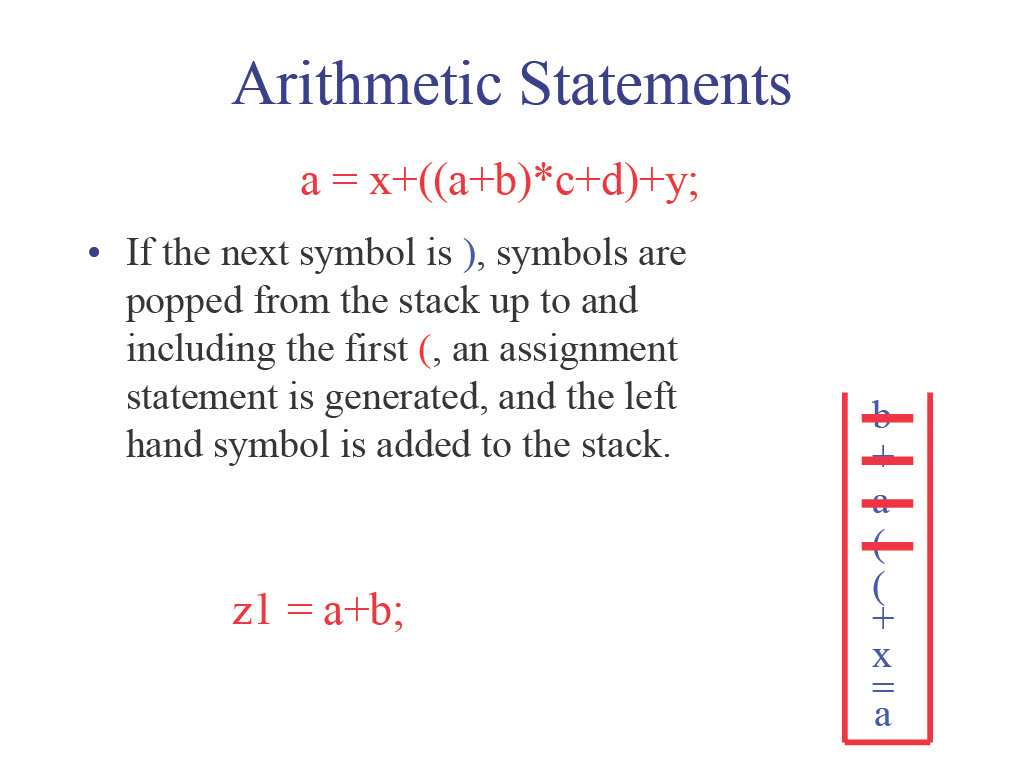 Arithmetic Statements
a = x+((a+b)*c+d)+y;
• If the next symbol is ), symbols are
popped from the stack up to and
including the first (, an assignment
statement is generated, and the left
hand symbol is added to the stack.
z1 = a+b;
b
+
a
(
(
+
x
=
a